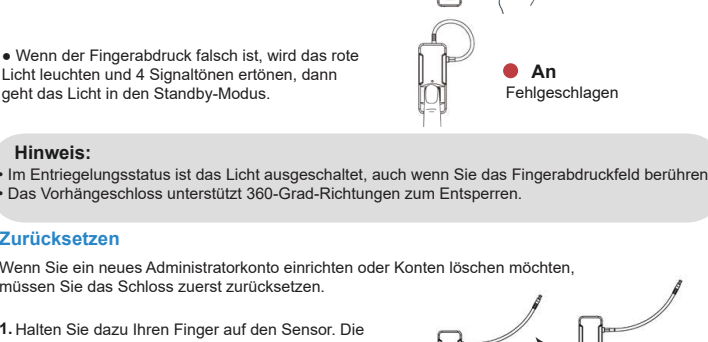 ● Wenn der Fingerabdruck falsch ist, wird das rote
Licht leuchten und 4 Signaltönen ertönen, dann
geht das Licht in den Standby-Modus.
An
Fehlgeschlagen
Hinweis:
• Im Entriegelungsstatus ist das Licht ausgeschaltet, auch wenn Sie das Fingerabdruckfeld berühren
• Das Vorhängeschloss unterstützt 360-Grad-Richtungen zum Entsperren.
Zurücksetzen
Wenn Sie ein neues Administratorkonto einrichten oder Konten löschen möchten,
müssen Sie das Schloss zuerst zurücksetzen.
1. Halten Sie dazu Ihren Finger auf den Sensor. Die